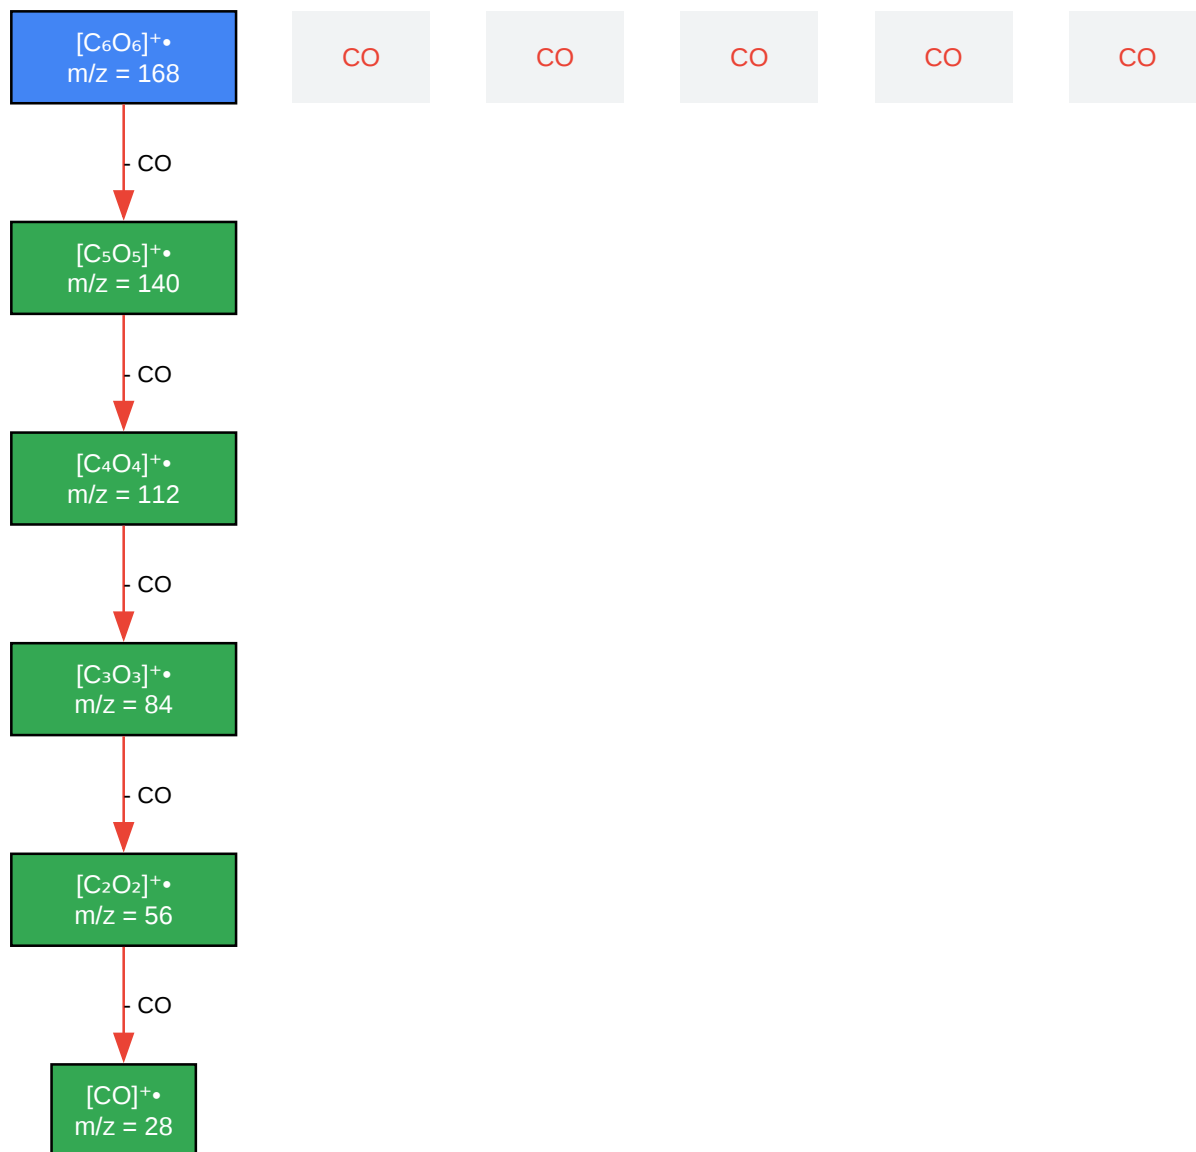 [C₆O₆]⁺•
m/z = 168
CO
CO
CO
CO
CO
- CO
[C₅O₅]⁺•
m/z = 140
- CO
[C₄O₄]⁺•
m/z = 112
- CO
[C₃O₃]⁺•
m/z = 84
- CO
[C₂O₂]⁺•
m/z = 56
- CO
[CO]⁺•
m/z = 28